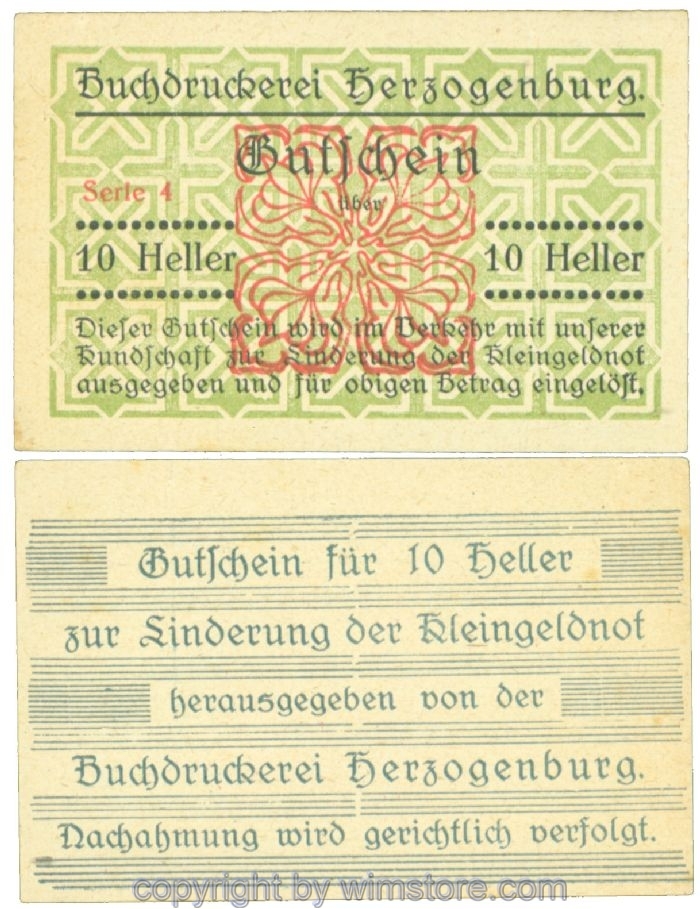 Buchdruckerei Herzogenburg.
Gutschein
Serie 4
über
10 Heller 10 Heller
Dieser Gutschein wird im Verkehr mit unserer
Kundschaft zur Linderung der Kleingeldnot
ausgegeben und für obigen Betrag eingelöst.
Gutschein für 10 Heller
zur Linderung der Kleingeldnot
herausgegeben von der
Buchdruckerei Herzogenburg.
Nachahmung wird gerichtlich verfolgt.
copyright by wimstore.com